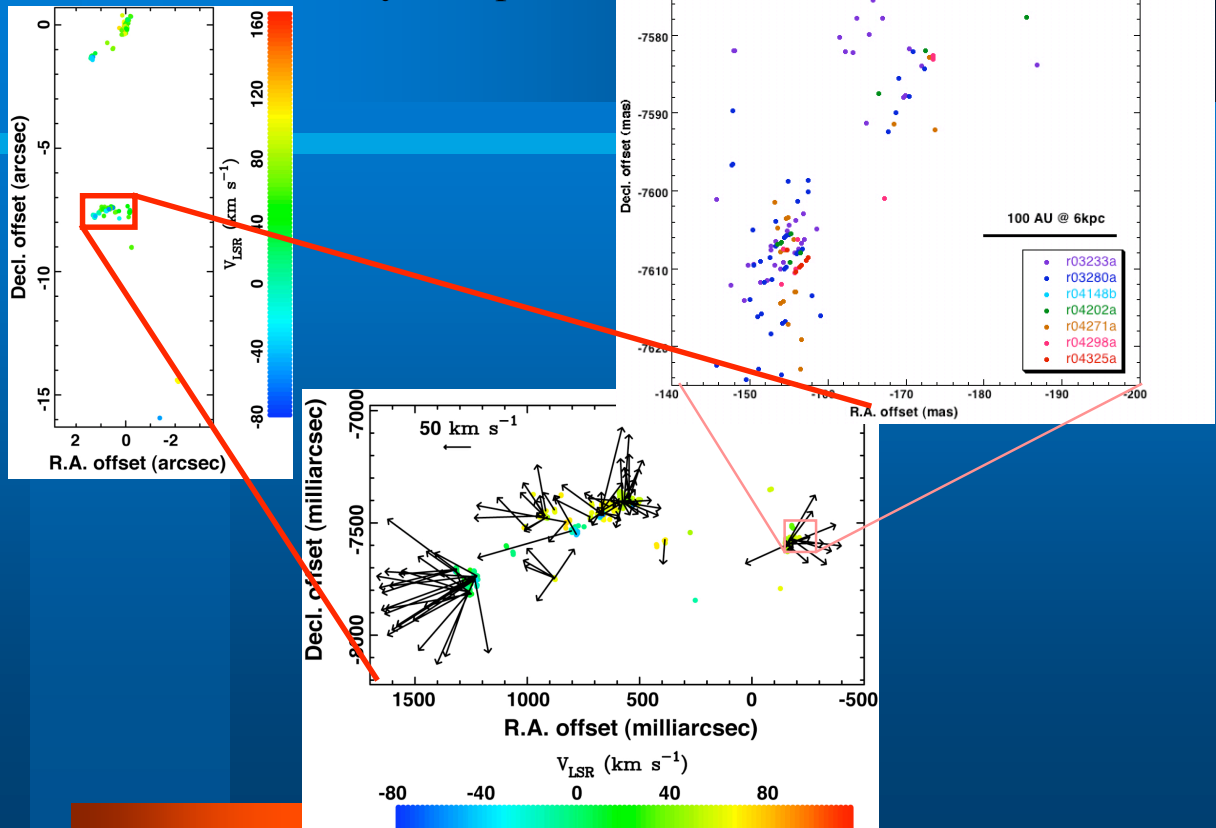 0
-5
-10
-15
Decl. offset (arcsec)
2 0 -2
R.A. offset (arcsec)
160
120
80
40
0
-40
-80
V_LSR (km s⁻¹)
-7580
-7590
-7600
-7610
-7620
Decl. offset (mas)
100 AU @ 6kpc
r03233a
r03280a
r04148b
r04202a
r04271a
r04298a
r04325a
-140 -150 -160 -170 -180 -190 -200
R.A. offset (mas)
50 km s⁻¹
-7000
-7500
-8000
Decl. offset (milliarcsec)
1500 1000 500 0 -500
R.A. offset (milliarcsec)
V_LSR (km s⁻¹)
-80 -40 0 40 80